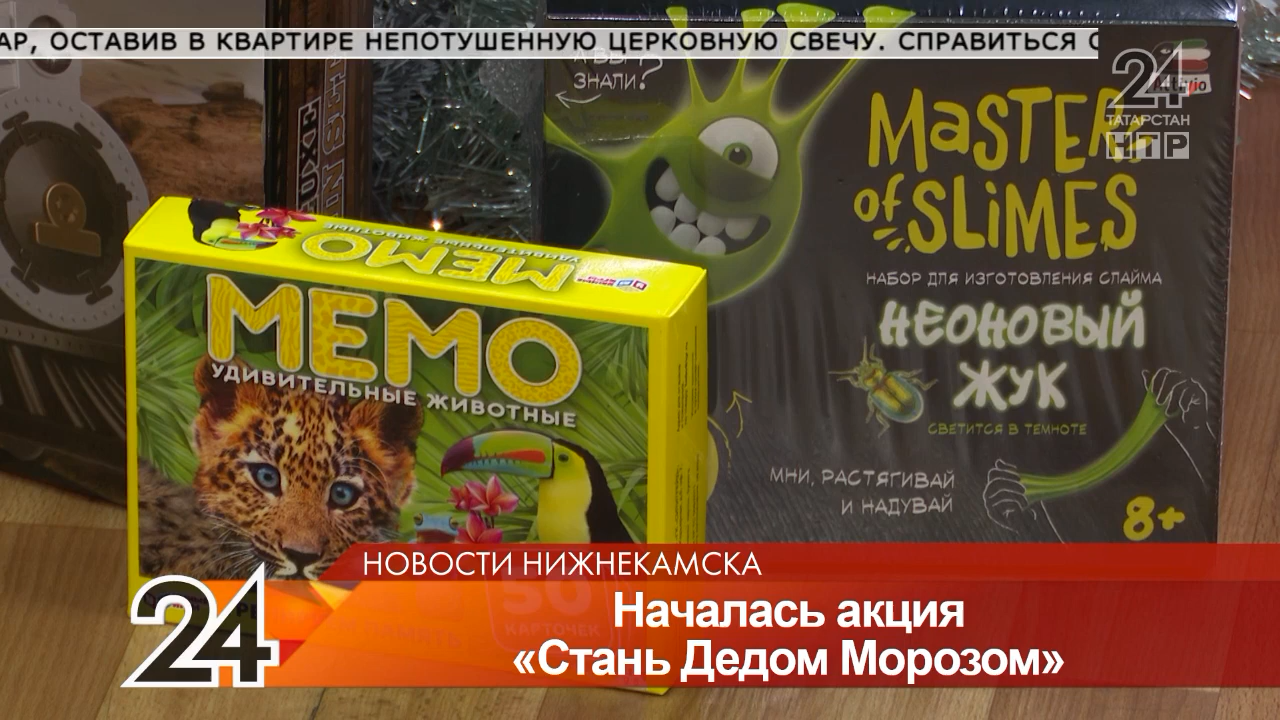 АР, ОСТАВИВ В КВАРТИРЕ НЕПОТУШЕННУЮ ЦЕРКОВНУЮ СВЕЧУ. СПРАВИТЬСЯ
ЗНАЛИ?
24
ТАТАРСТАН
НТР
MASTER
of SLIMES
НАБОР ДЛЯ ИЗГОТОВЛЕНИЯ СЛАЙМА
НЕОНОВЫЙ
ЖУК
СВЕТИТСЯ В ТЕМНОТЕ
МНИ, РАСТЯГИВАЙ
И НАДУВАЙ
8+
МЕМО
УДИВИТЕЛЬНЫЕ ЖИВОТНЫЕ
МЕМО
УДИВИТЕЛЬНЫЕ ЖИВОТНЫЕ
50
КАРТОЧЕК
НОВОСТИ НИЖНЕКАМСКА
24
Началась акция
«Стань Дедом Морозом»